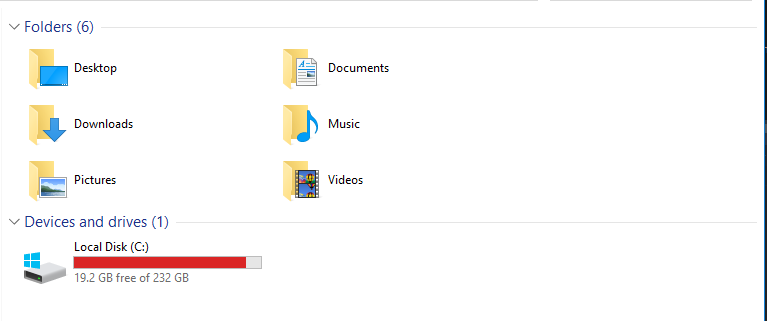 Folders (6)
Desktop
Documents
Downloads
Music
Pictures
Videos
Devices and drives (1)
Local Disk (C:)
19.2 GB free of 232 GB